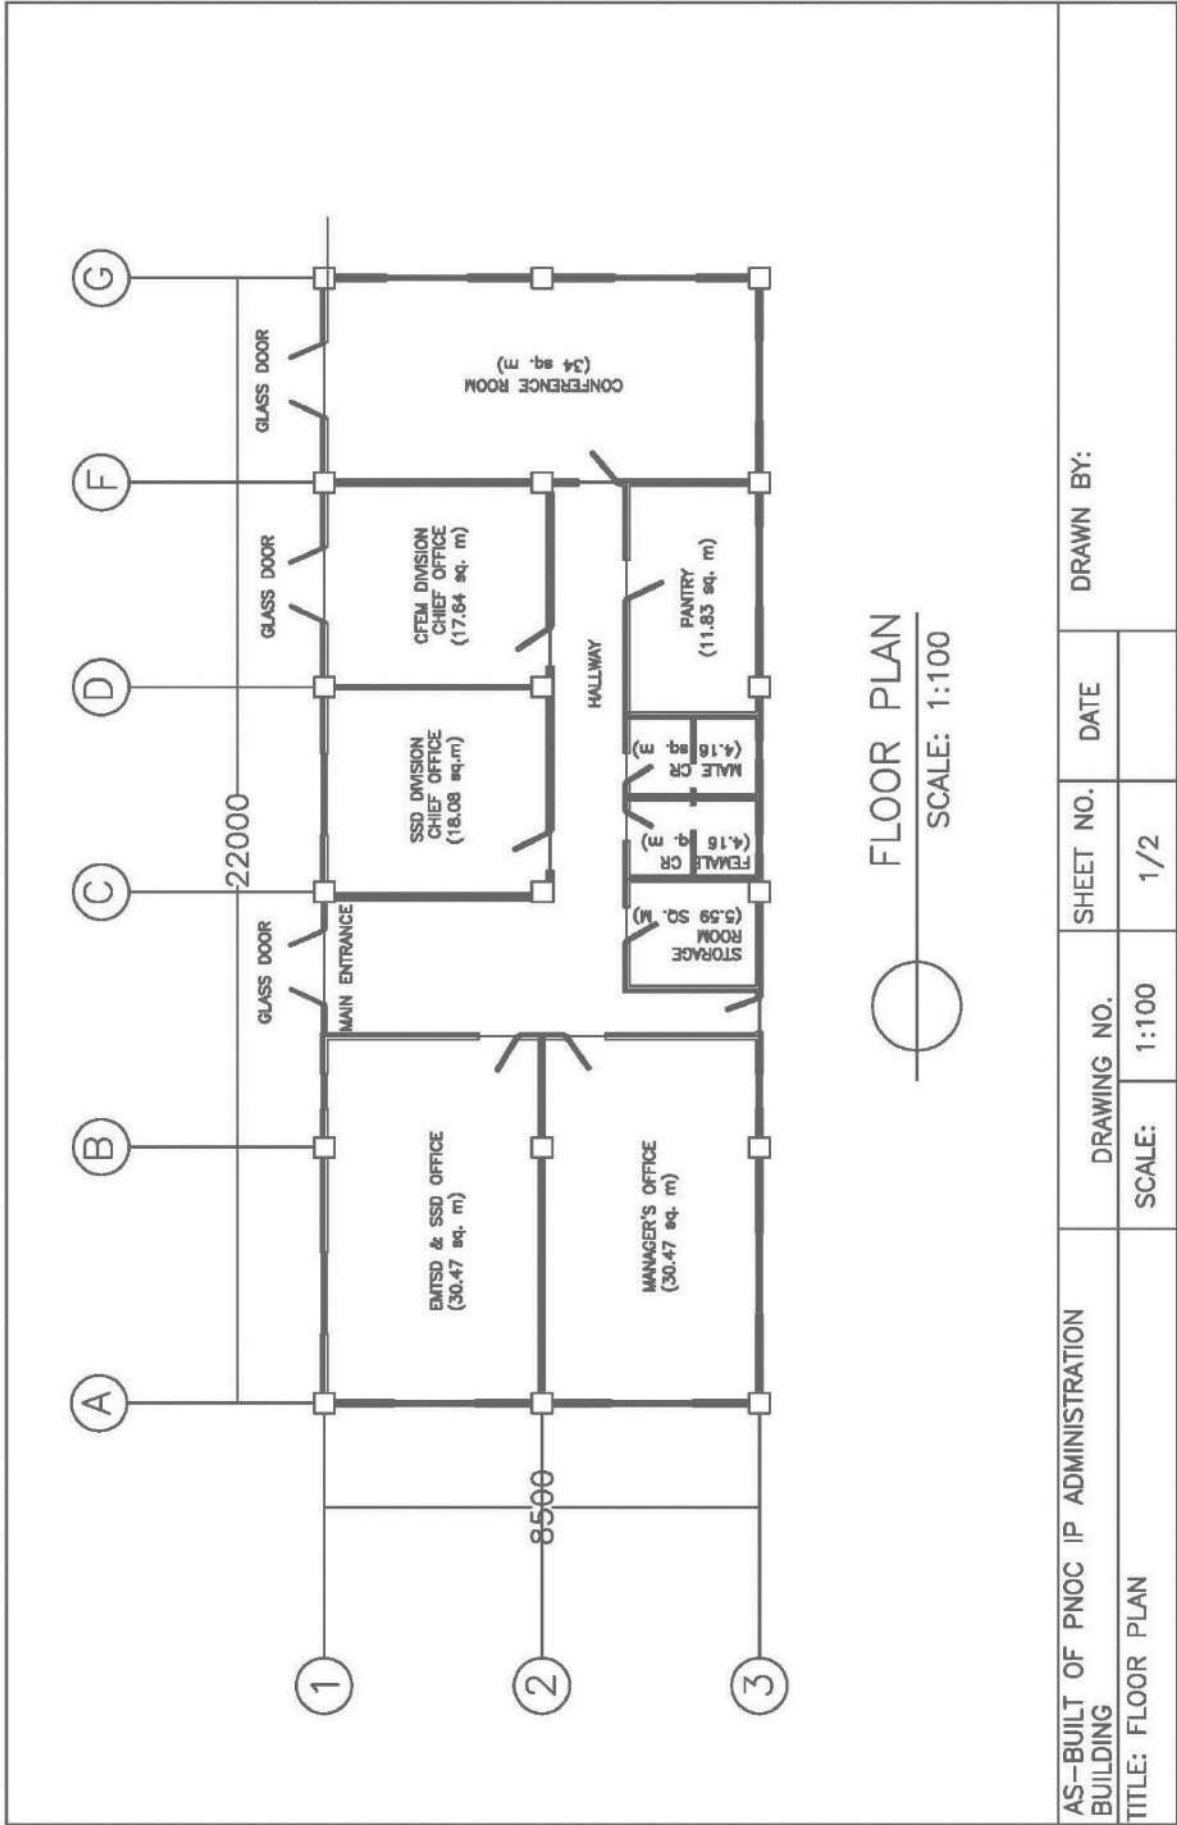 A
B
C
D
F
G
22000
GLASS DOOR
GLASS DOOR
GLASS DOOR
1
MAIN ENTRANCE
EMTSD & SSD OFFICE
(30.47 sq. m)
SSD DIVISION
CHIEF OFFICE
(18.08 sq.m)
CFEM DIVISION
CHIEF OFFICE
(17.64 sq. m)
CONFERENCE ROOM
(34 sq. m)
8500
2
HALLWAY
MANAGER'S OFFICE
(30.47 sq. m)
STORAGE
ROOM
(5.59 SQ. M)
FEMALE CR
(4.16 sq. m)
MALE CR
(4.16 sq. m)
PANTRY
(11.83 sq. m)
3
FLOOR PLAN
SCALE: 1:100
AS-BUILT OF PNOC IP ADMINISTRATION
BUILDING
TITLE: FLOOR PLAN
DRAWING NO.
SCALE:
1:100
SHEET NO.
1/2
DATE
DRAWN BY: